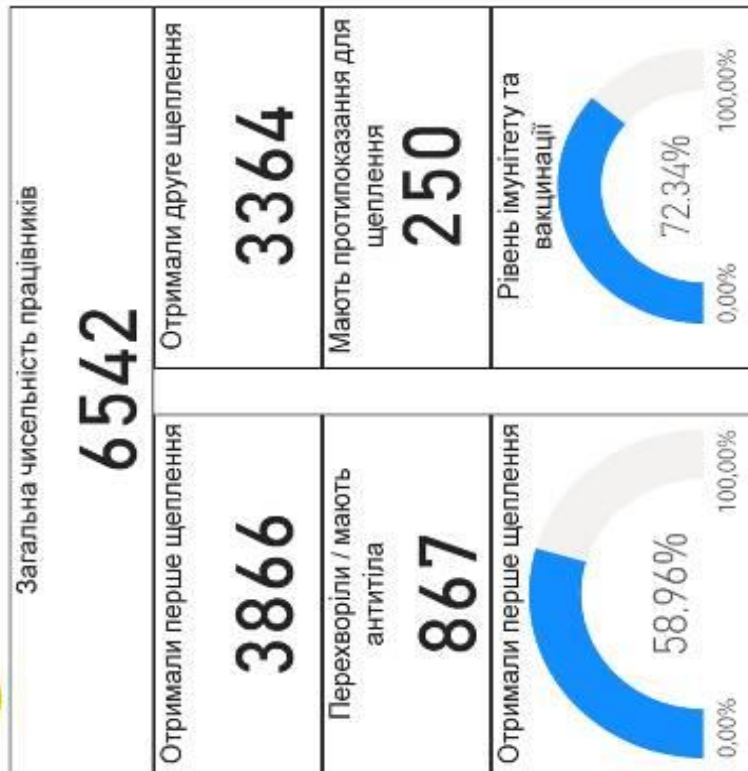 Загальна чисельність працівників
6542
Отримали перше щеплення
3866
Отримали друге щеплення
3364
Перехворіли / мають
антитіла
867
Мають протипоказання для
щеплення
250
Отримали перше щеплення
58.96%
0,00%
100,00%
Рівень імунітету та
вакцинації
72.34%
0,00%
100,00%